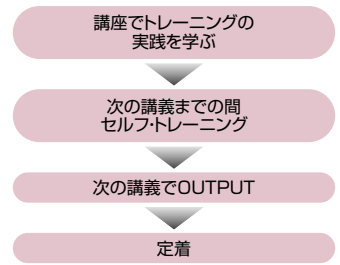 講座でトレーニングの
実践を学ぶ
次の講義までの間
セルフ・トレーニング
次の講義でOUTPUT
定着